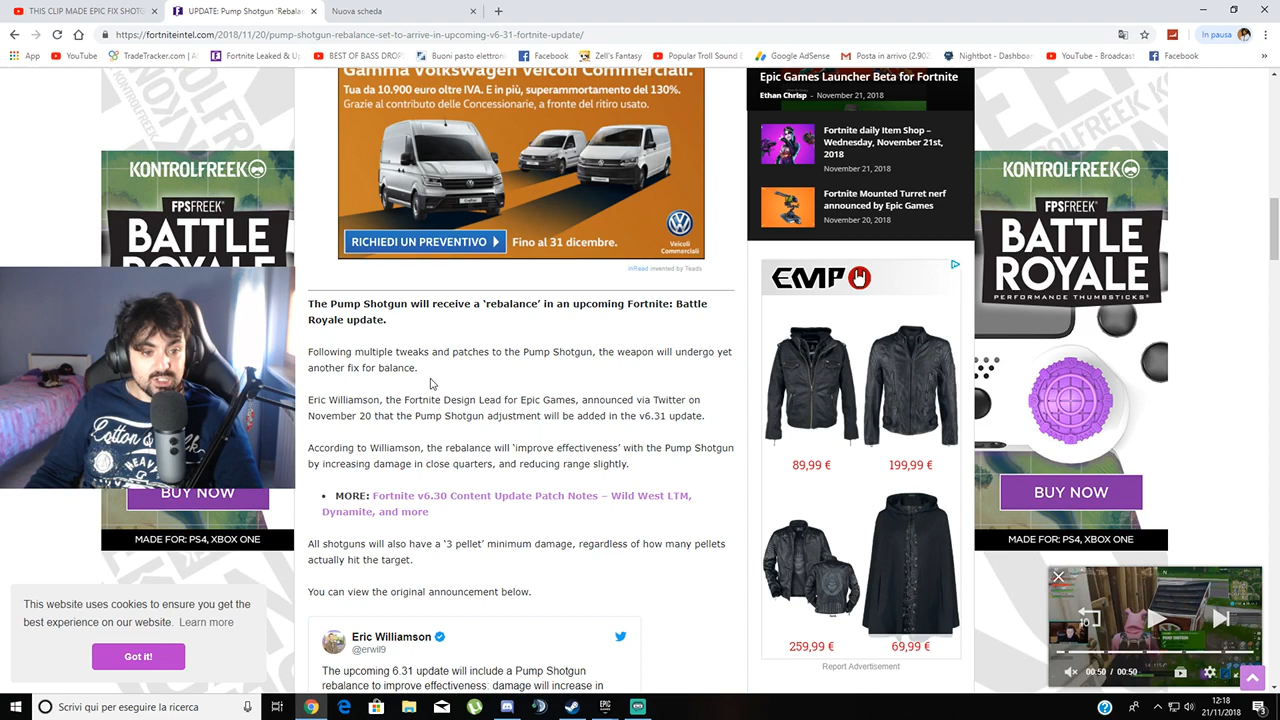 THIS CLIP MADE EPIC FIX SHOTG
UPDATE: Pump Shotgun 'Rebalan
Nuova scheda
https://fortniteintel.com/2018/11/20/pump-shotgun-rebalance-set-to-arrive-in-upcoming-v6-31-fortnite-update/
In pausa
App
YouTube
TradeTracker.com | A
Fortnite Leaked & U
BEST OF BASS DROP
Buoni pasto elettron
Facebook
Zell's Fantasy
Popular Troll Sound E
Google AdSense
Posta in arrivo (2.902
Nightbot - Dashboa
YouTube - Broadcast
Facebook
Gamma Volkswagen Veicoli Commerciali.
Tua da 10.900 euro oltre IVA. E in più, superammortamento del 130%.
Grazie al contributo delle Concessionarie, a fronte del ritiro usato.
RICHIEDI UN PREVENTIVO
Fino al 31 dicembre.
Veicoli
Commerciali
inRead invented by Teads
The Pump Shotgun will receive a ‘rebalance’ in an upcoming Fortnite: Battle
Royale update.
Following multiple tweaks and patches to the Pump Shotgun, the weapon will undergo yet
another fix for balance.
Eric Williamson, the Fortnite Design Lead for Epic Games, announced via Twitter on
November 20 that the Pump Shotgun adjustment will be added in the v6.31 update.
According to Williamson, the rebalance will ‘improve effectiveness’ with the Pump Shotgun
by increasing damage in close quarters, and reducing range slightly.
• MORE: Fortnite v6.30 Content Update Patch Notes – Wild West LTM,
Dynamite, and more
All shotguns will also have a ‘3 pellet’ minimum damage, regardless of how many pellets
actually hit the target.
You can view the original announcement below.
Eric Williamson
@erwil9
The upcoming 6.31 update will include a Pump Shotgun
rebalance to improve effectiveness: damage will increase in
Epic Games Launcher Beta for Fortnite
Ethan Chrisp - November 21, 2018
Fortnite daily Item Shop –
Wednesday, November 21st,
2018
November 21, 2018
Fortnite Mounted Turret nerf
announced by Epic Games
November 20, 2018
EMP
89,99 €
199,99 €
259,99 €
69,99 €
Report Advertisement
KONTROLFREEK
FPSFREEK
BATTLE
ROYALE
BUY NOW
MADE FOR: PS4, XBOX ONE
KONTROLFREEK
FPSFREEK
BATTLE
ROYALE
PERFORMANCE THUMBSTICKS
BUY NOW
MADE FOR: PS4, XBOX ONE
Cotton
This website uses cookies to ensure you get the
best experience on our website. Learn more
Got it!
10
00:50 / 00:50
Scrivi qui per eseguire la ricerca
12:18
21/11/2018